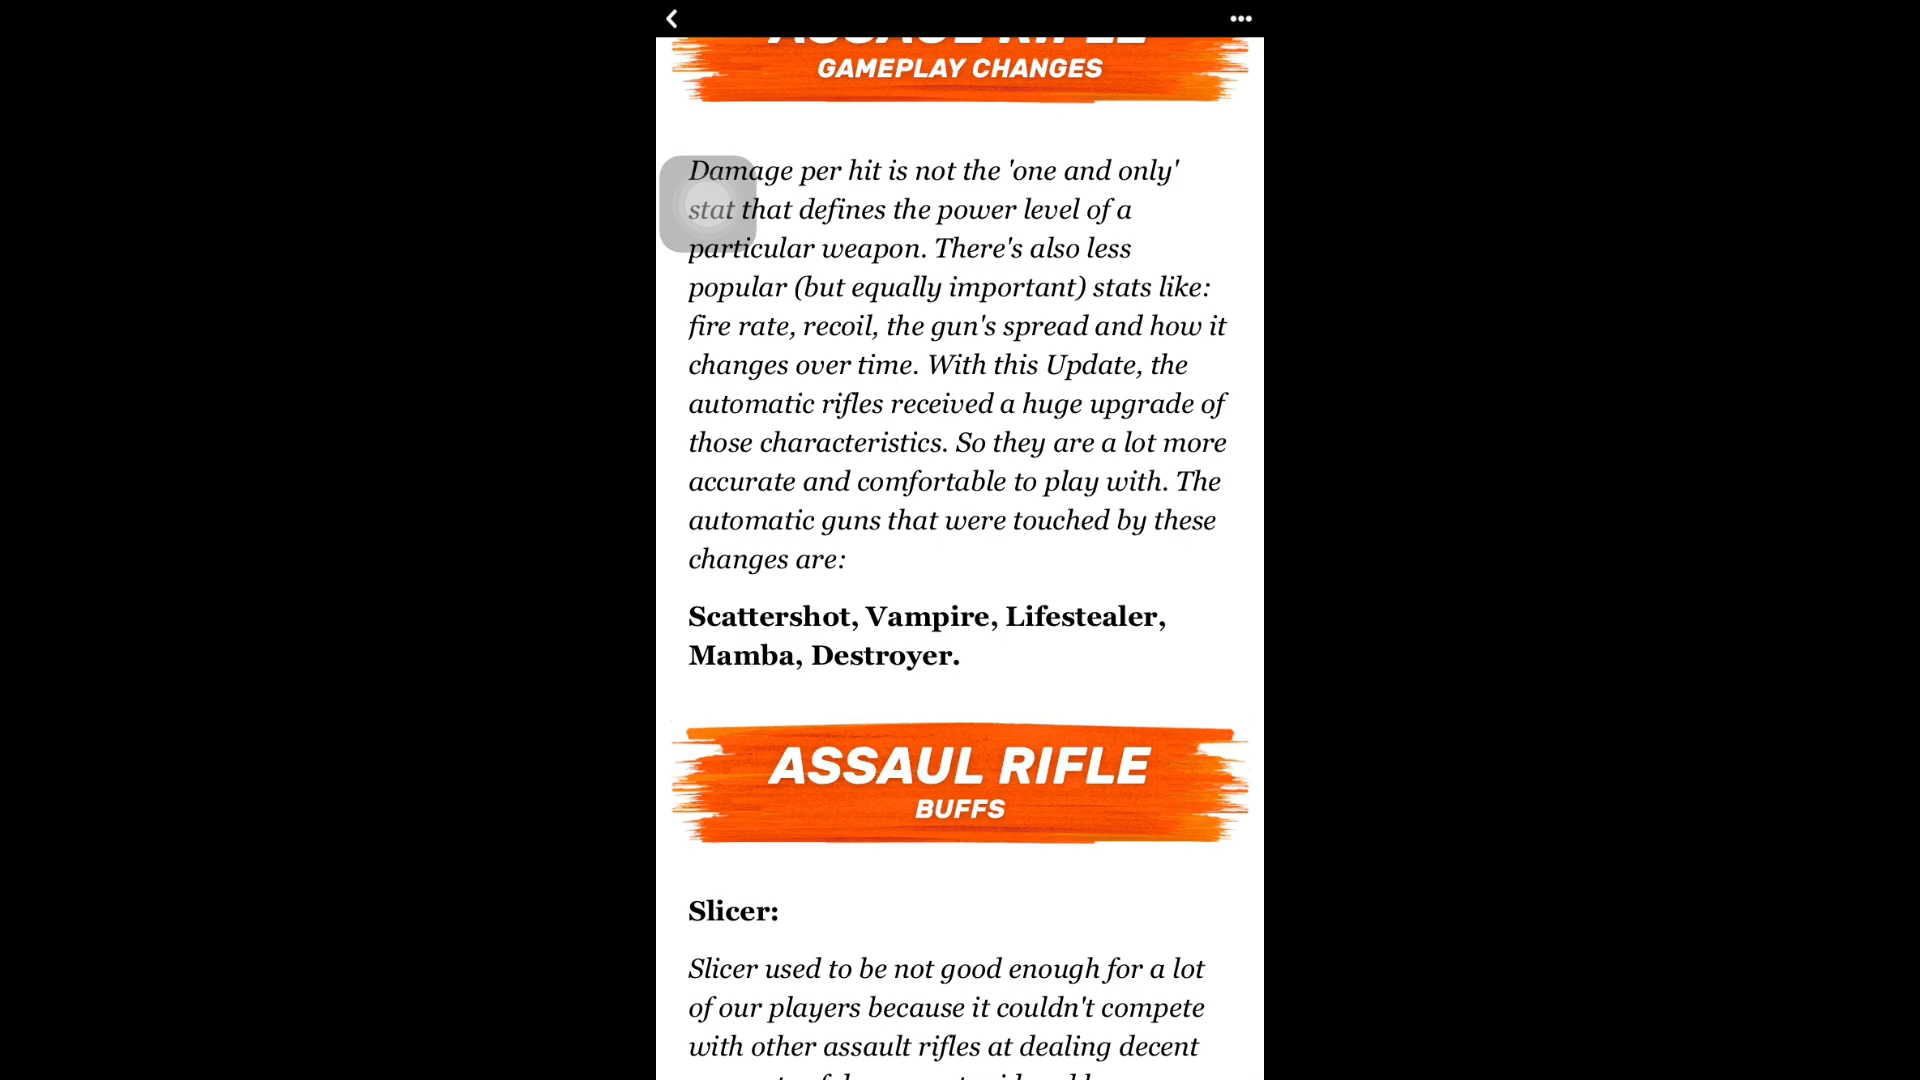 ASSAUL RIFLE
GAMEPLAY CHANGES
Damage per hit is not the 'one and only'
stat that defines the power level of a
particular weapon. There's also less
popular (but equally important) stats like:
fire rate, recoil, the gun's spread and how it
changes over time. With this Update, the
automatic rifles received a huge upgrade of
those characteristics. So they are a lot more
accurate and comfortable to play with. The
automatic guns that were touched by these
changes are:
Scattershot, Vampire, Lifestealer,
Mamba, Destroyer.
ASSAUL RIFLE
BUFFS
Slicer:
Slicer used to be not good enough for a lot
of our players because it couldn't compete
with other assault rifles at dealing decent